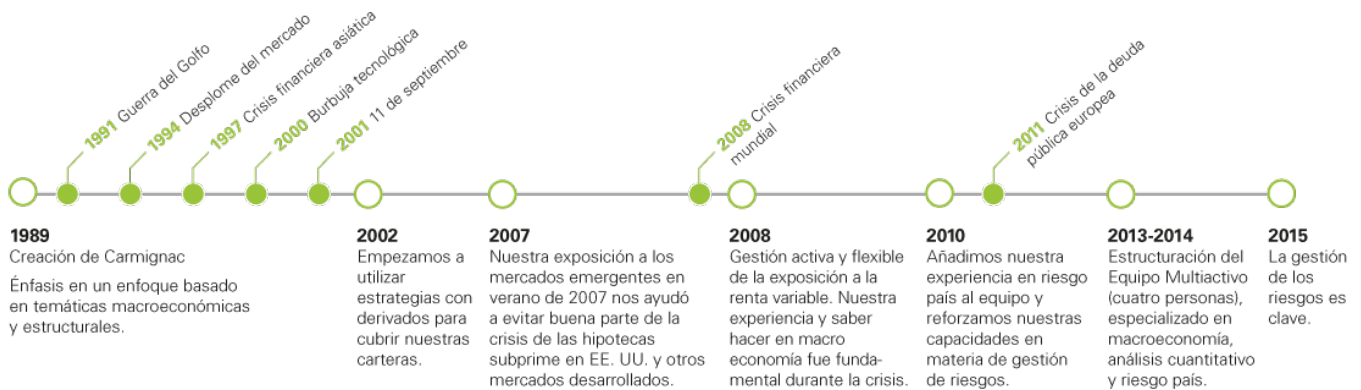 1991 Guerra del Golfo
1994 Desplome del mercado
1997 Crisis financiera asiática
2000 Burbuja tecnológica
2001 11 de septiembre
2008 Crisis financiera
mundial
2011 Crisis de la deuda
pública europea
1989
Creación de Carmignac
Énfasis en un enfoque basado
en temáticas macroeconómicas
y estructurales.
2002
Empezamos a
utilizar
estrategias con
derivados para
cubrir nuestras
carteras.
2007
Nuestra exposición a los
mercados emergentes en
verano de 2007 nos ayudó
a evitar buena parte de la
crisis de las hipotecas
subprime en EE. UU. y otros
mercados desarrollados.
2008
Gestión activa y flexible
de la exposición a la
renta variable. Nuestra
experiencia y saber
hacer en macro
economía fue funda-
mental durante la crisis.
2010
Añadimos nuestra
experiencia en riesgo
país al equipo y
reforzamos nuestras
capacidades en
materia de gestión
de riesgos.
2013-2014
Estructuración del
Equipo Multiactivo
(cuatro personas),
especializado en
macroeconomía,
análisis cuantitativo
y riesgo país.
2015
La gestión
de los
riesgos es
clave.